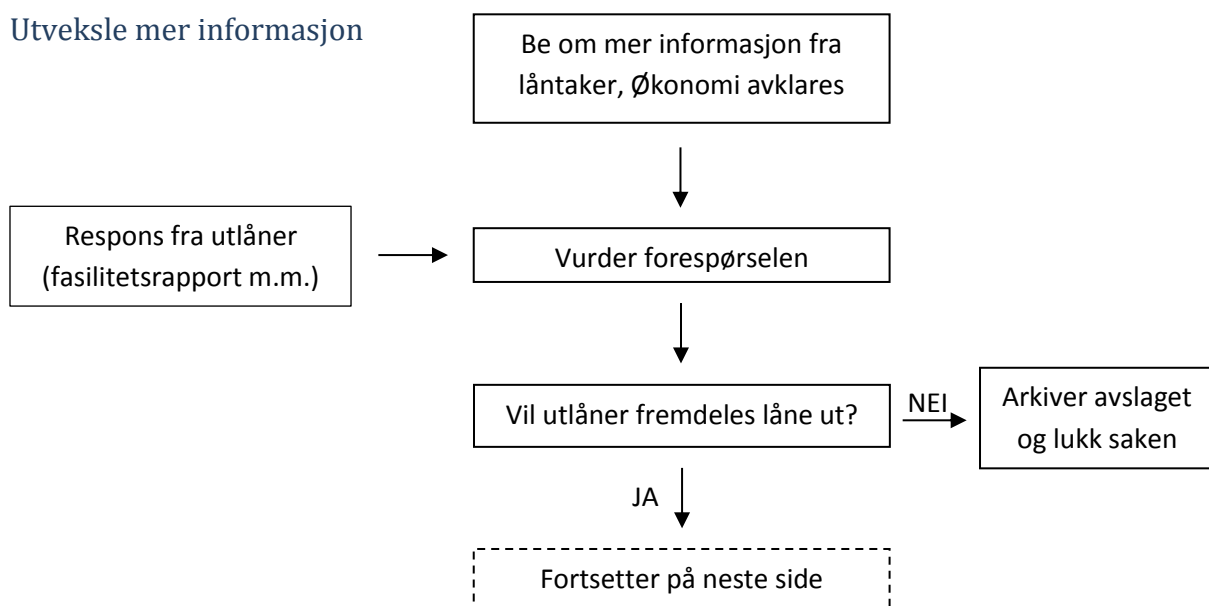 Utveksle mer informasjon
Be om mer informasjon fra
låntaker, Økonomi avklares
Respons fra utlåner
(fasilitetsrapport m.m.)
Vurder forespørselen
Vil utlåner fremdeles låne ut?
NEI
Arkiver avslaget
og lukk saken
JA
Fortsetter på neste side